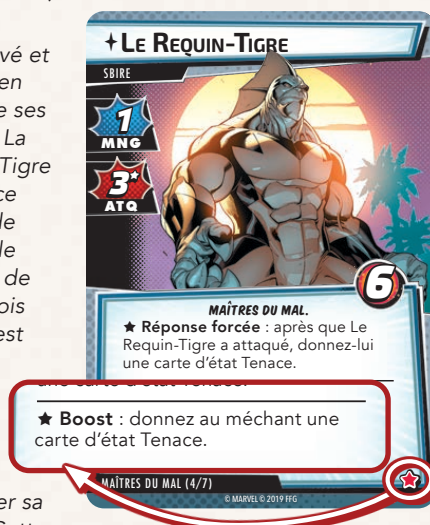 vé et
en
e ses
La
Tigre
ce
le
le
de
ois
est
er sa
LE REQUIN-TIGRE
SBIRE
1
MNG
3*
ATQ
6
MAÎTRES DU MAL.
★ Réponse forcée : après que Le
Requin-Tigre a attaqué, donnez-lui
une carte d'état Tenace.
★ Boost : donnez au méchant une
carte d'état Tenace.
MAÎTRES DU MAL (4/7)
© MARVEL © 2019 FFG